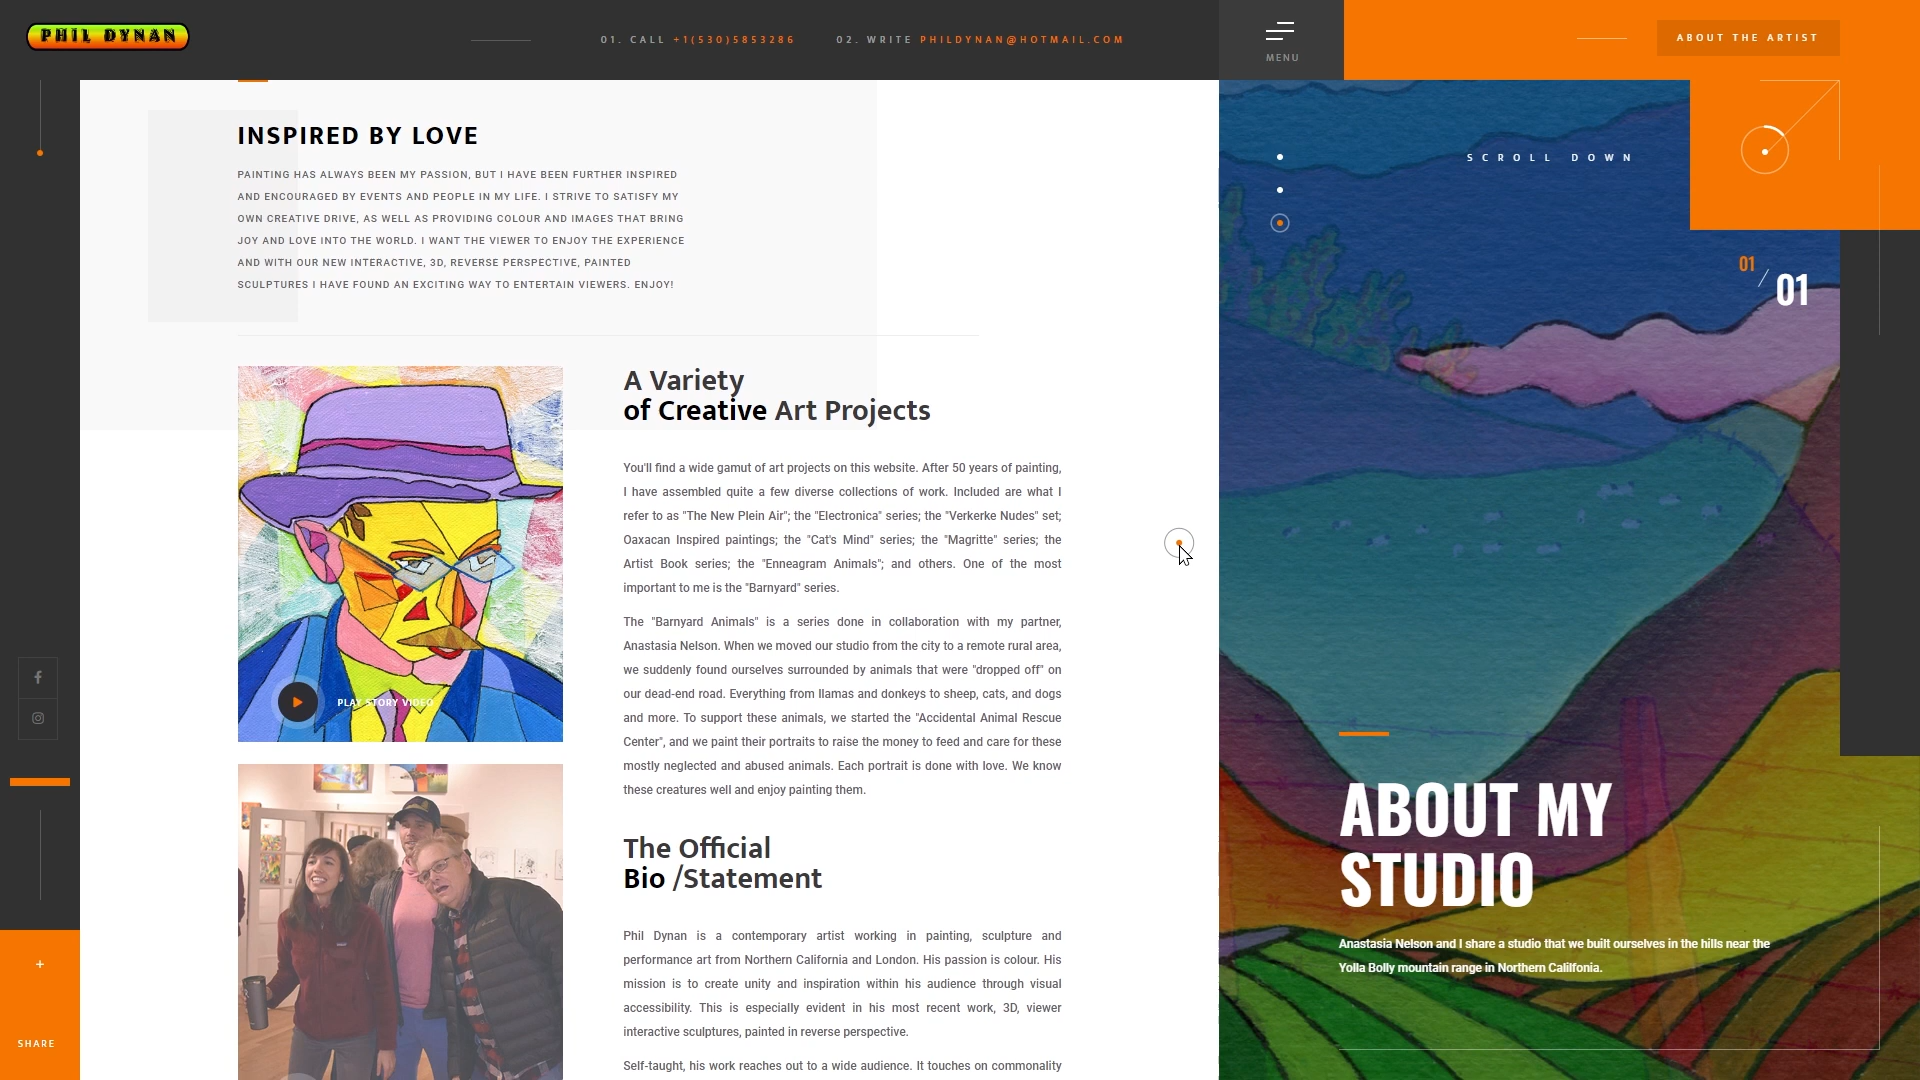 PHIL DYNAN
01. CALL +1(530)5853286
02. WRITE PHILDYNAN@HOTMAIL.COM
MENU
ABOUT THE ARTIST
INSPIRED BY LOVE
PAINTING HAS ALWAYS BEEN MY PASSION, BUT I HAVE BEEN FURTHER INSPIRED
AND ENCOURAGED BY EVENTS AND PEOPLE IN MY LIFE. I STRIVE TO SATISFY MY
OWN CREATIVE DRIVE, AS WELL AS PROVIDING COLOUR AND IMAGES THAT BRING
JOY AND LOVE INTO THE WORLD. I WANT THE VIEWER TO ENJOY THE EXPERIENCE
AND WITH OUR NEW INTERACTIVE, 3D, REVERSE PERSPECTIVE, PAINTED
SCULPTURES I HAVE FOUND AN EXCITING WAY TO ENTERTAIN VIEWERS. ENJOY!
PLAY STORY VIDEO
A Variety
of Creative Art Projects
You'll find a wide gamut of art projects on this website. After 50 years of painting,
I have assembled quite a few diverse collections of work. Included are what I
refer to as "The New Plein Air"; the "Electronica" series; the "Verkerke Nudes" set;
Oaxacan Inspired paintings; the "Cat's Mind" series; the "Magritte" series; the
Artist Book series; the "Enneagram Animals"; and others. One of the most
important to me is the "Barnyard" series.
The "Barnyard Animals" is a series done in collaboration with my partner,
Anastasia Nelson. When we moved our studio from the city to a remote rural area,
we suddenly found ourselves surrounded by animals that were "dropped off" on
our dead-end road. Everything from llamas and donkeys to sheep, cats, and dogs
and more. To support these animals, we started the "Accidental Animal Rescue
Center", and we paint their portraits to raise the money to feed and care for these
mostly neglected and abused animals. Each portrait is done with love. We know
these creatures well and enjoy painting them.
The Official
Bio /Statement
Phil Dynan is a contemporary artist working in painting, sculpture and
performance art from Northern California and London. His passion is colour. His
mission is to create unity and inspiration within his audience through visual
accessibility. This is especially evident in his most recent work, 3D, viewer
interactive sculptures, painted in reverse perspective.
Self-taught, his work reaches out to a wide audience. It touches on commonality
SCROLL DOWN
01
/
01
ABOUT MY
STUDIO
Anastasia Nelson and I share a studio that we built ourselves in the hills near the
Yolla Bolly mountain range in Northern Calilfonia.
+
SHARE